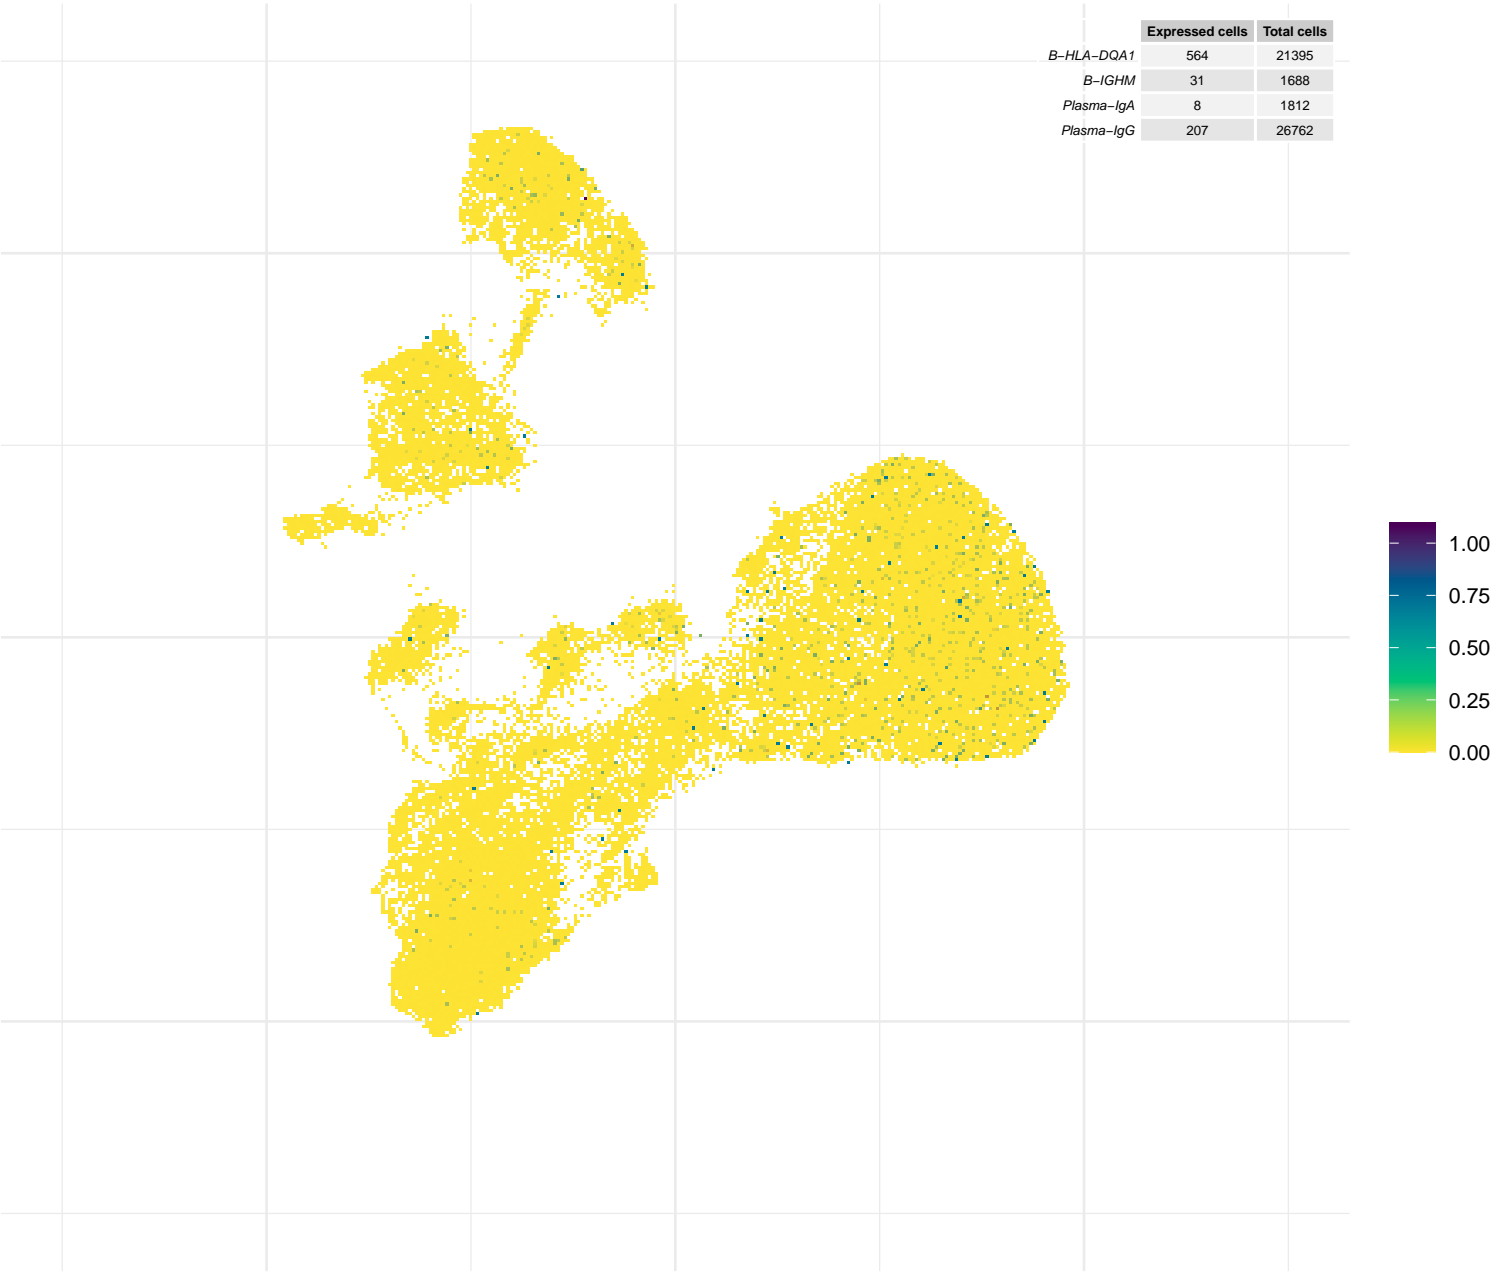 Expressed cells Total cells
B−HLA−DQA1 564 21395
B−IGHM 31 1688
Plasma−IgA 8 1812
Plasma−IgG 207 26762
1.00
0.75
0.50
0.25
0.00